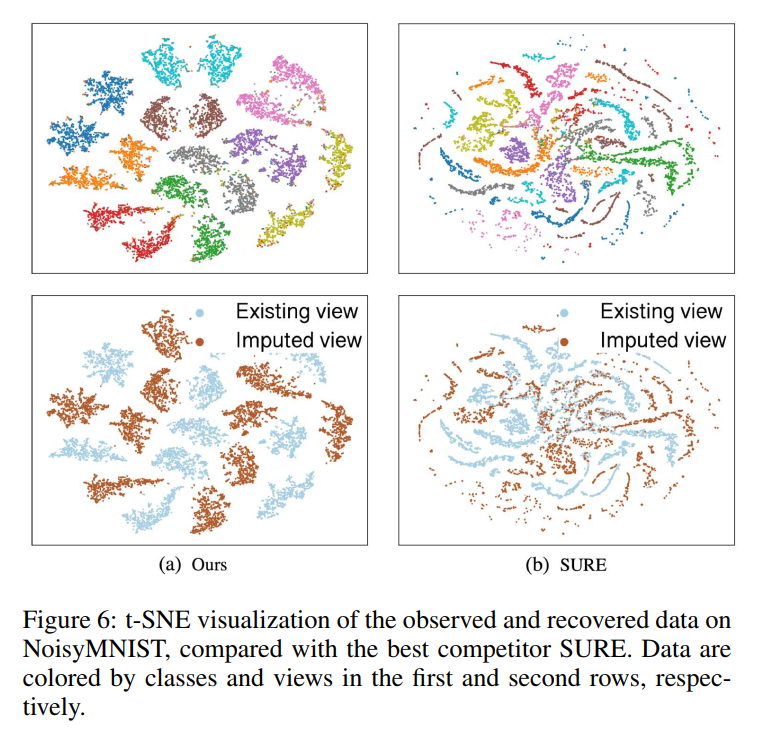 Existing view
Imputed view
Existing view
Imputed view
(a) Ours
(b) SURE
Figure 6: t-SNE visualization of the observed and recovered data on
NoisyMNIST, compared with the best competitor SURE. Data are
colored by classes and views in the first and second rows, respec-
tively.